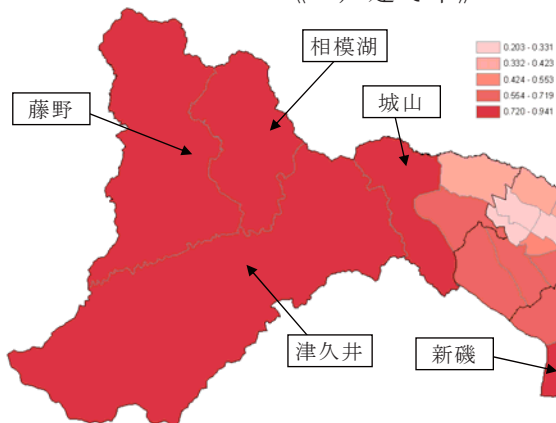 相模湖
藤野
城山
0.203 - 0.331
0.332 - 0.423
0.424 - 0.553
0.554 - 0.719
0.720 - 0.941
津久井
新磯